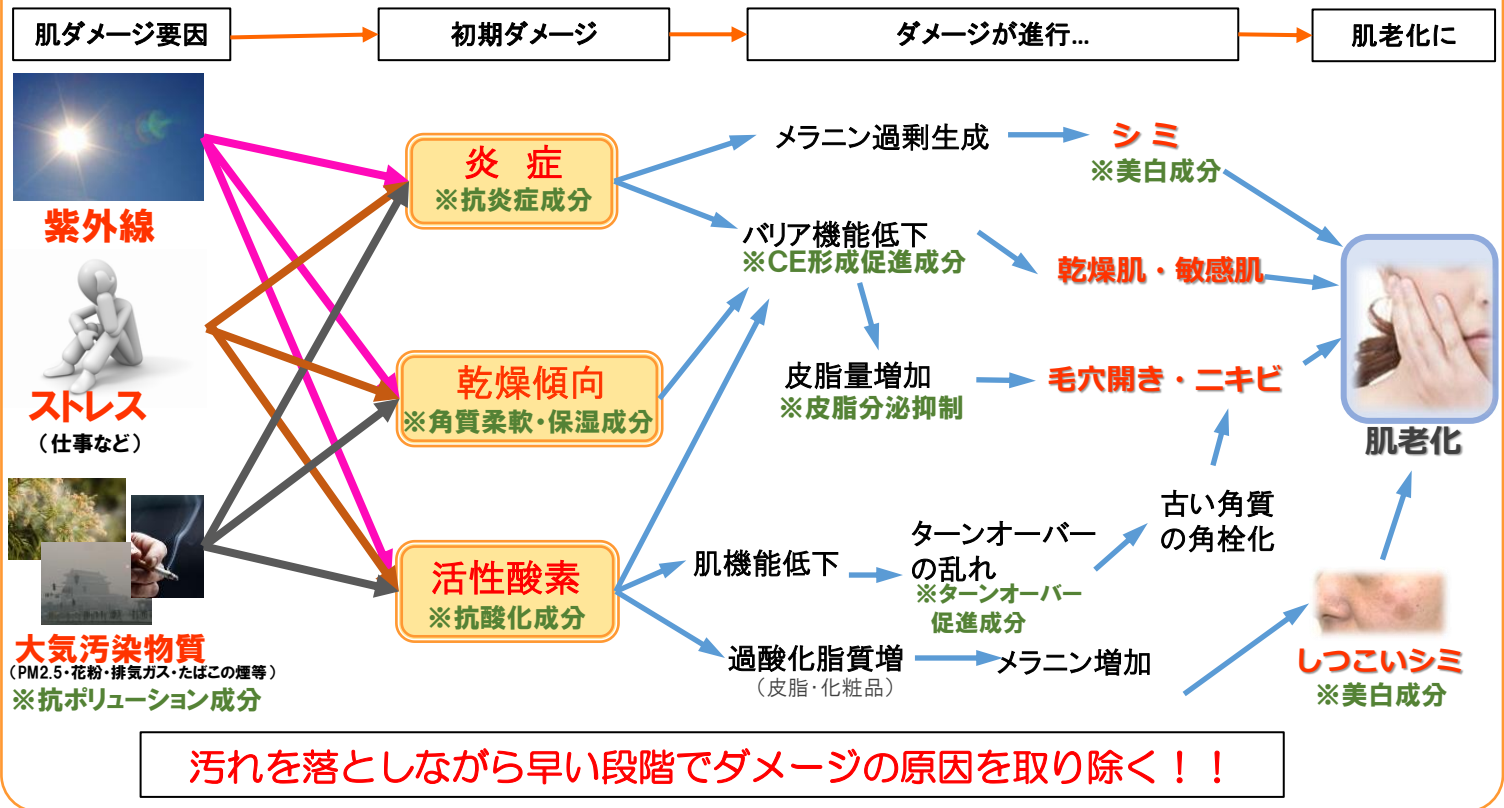 肌ダメージ要因
初期ダメージ
ダメージが進行...
肌老化に
紫外線
ストレス
（仕事など）
大気汚染物質
（PM2.5・花粉・排気ガス・たばこの煙等）
※抗ポリューション成分
炎 症
※抗炎症成分
乾燥傾向
※角質柔軟・保湿成分
活性酸素
※抗酸化成分
メラニン過剰生成
シ ミ
※美白成分
バリア機能低下
※CE形成促進成分
乾燥肌・敏感肌
皮脂量増加
※皮脂分泌抑制
毛穴開き・ニキビ
肌機能低下
ターンオーバー
の乱れ
※ターンオーバー
促進成分
古い角質
の角栓化
過酸化脂質増
（皮脂・化粧品）
メラニン増加
しつこいシミ
※美白成分
肌老化
汚れを落としながら早い段階でダメージの原因を取り除く！！